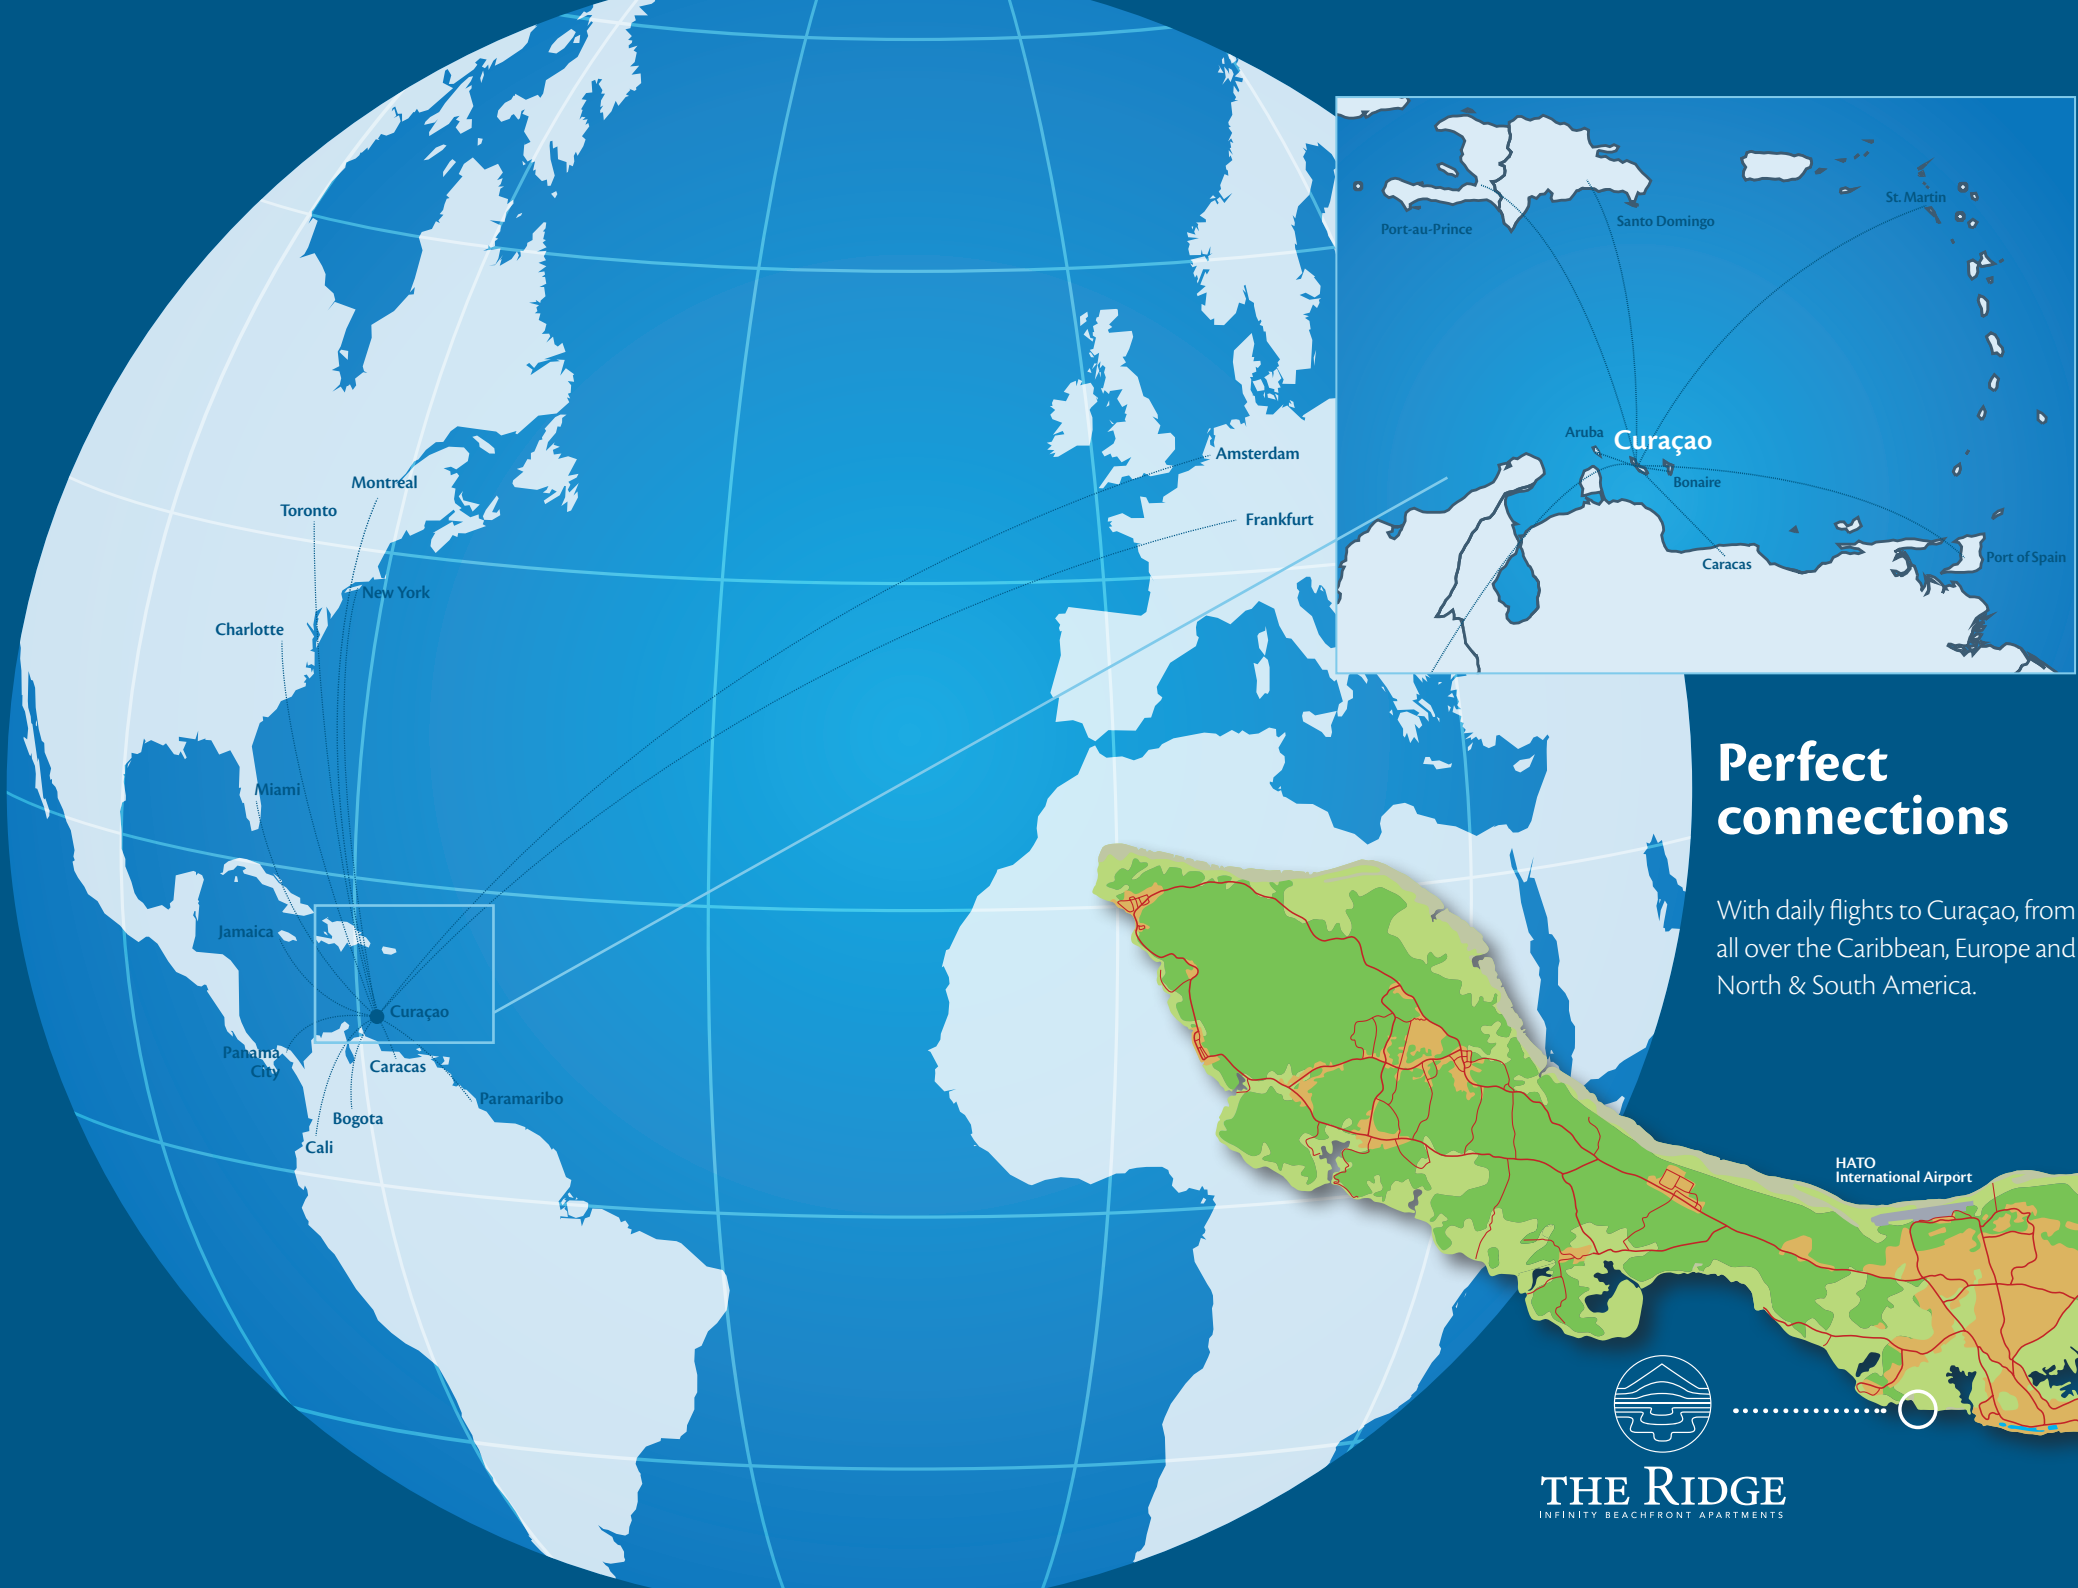 Port-au-Prince
Santo Domingo
St. Martin
Aruba
Curaçao
Bonaire
Caracas
Port of Spain
Amsterdam
Frankfurt
Montreal
Toronto
New York
Charlotte
Miami
Jamaica
Curaçao
Panama
City
Caracas
Paramaribo
Bogota
Cali
Perfect
connections
With daily flights to Curaçao, from
all over the Caribbean, Europe and
North & South America.
HATO
International Airport
THE RIDGE
INFINITY BEACHFRONT APARTMENTS